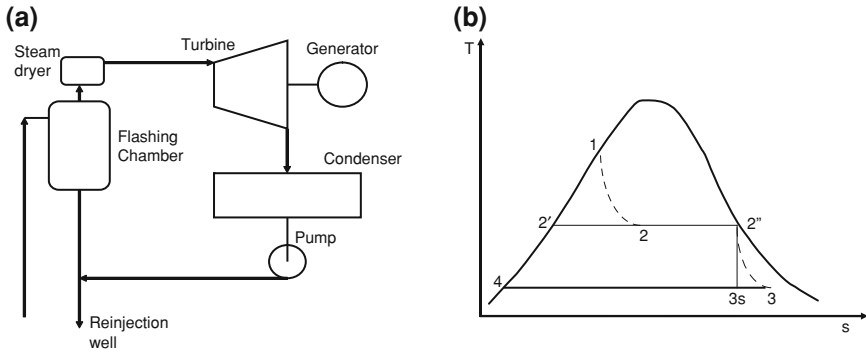 (a)
Steam
dryer
Turbine
Generator
Flashing
Chamber
Condenser
Pump
Reinjection
well
(b)
T
1
2'
2
2"
4
3s
3
s